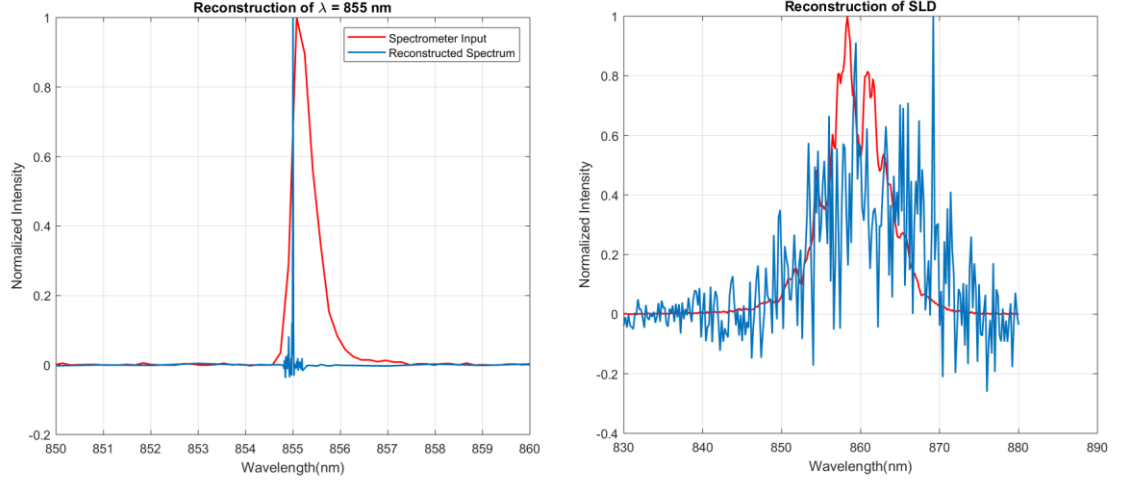 Reconstruction of λ = 855 nm
Spectrometer Input
Reconstructed Spectrum
1
0.8
0.6
0.4
0.2
0
-0.2
Normalized Intensity
850 851 852 853 854 855 856 857 858 859 860
Wavelength(nm)
Reconstruction of SLD
1
0.8
0.6
0.4
0.2
0
-0.2
-0.4
Normalized Intensity
830 840 850 860 870 880 890
Wavelength(nm)